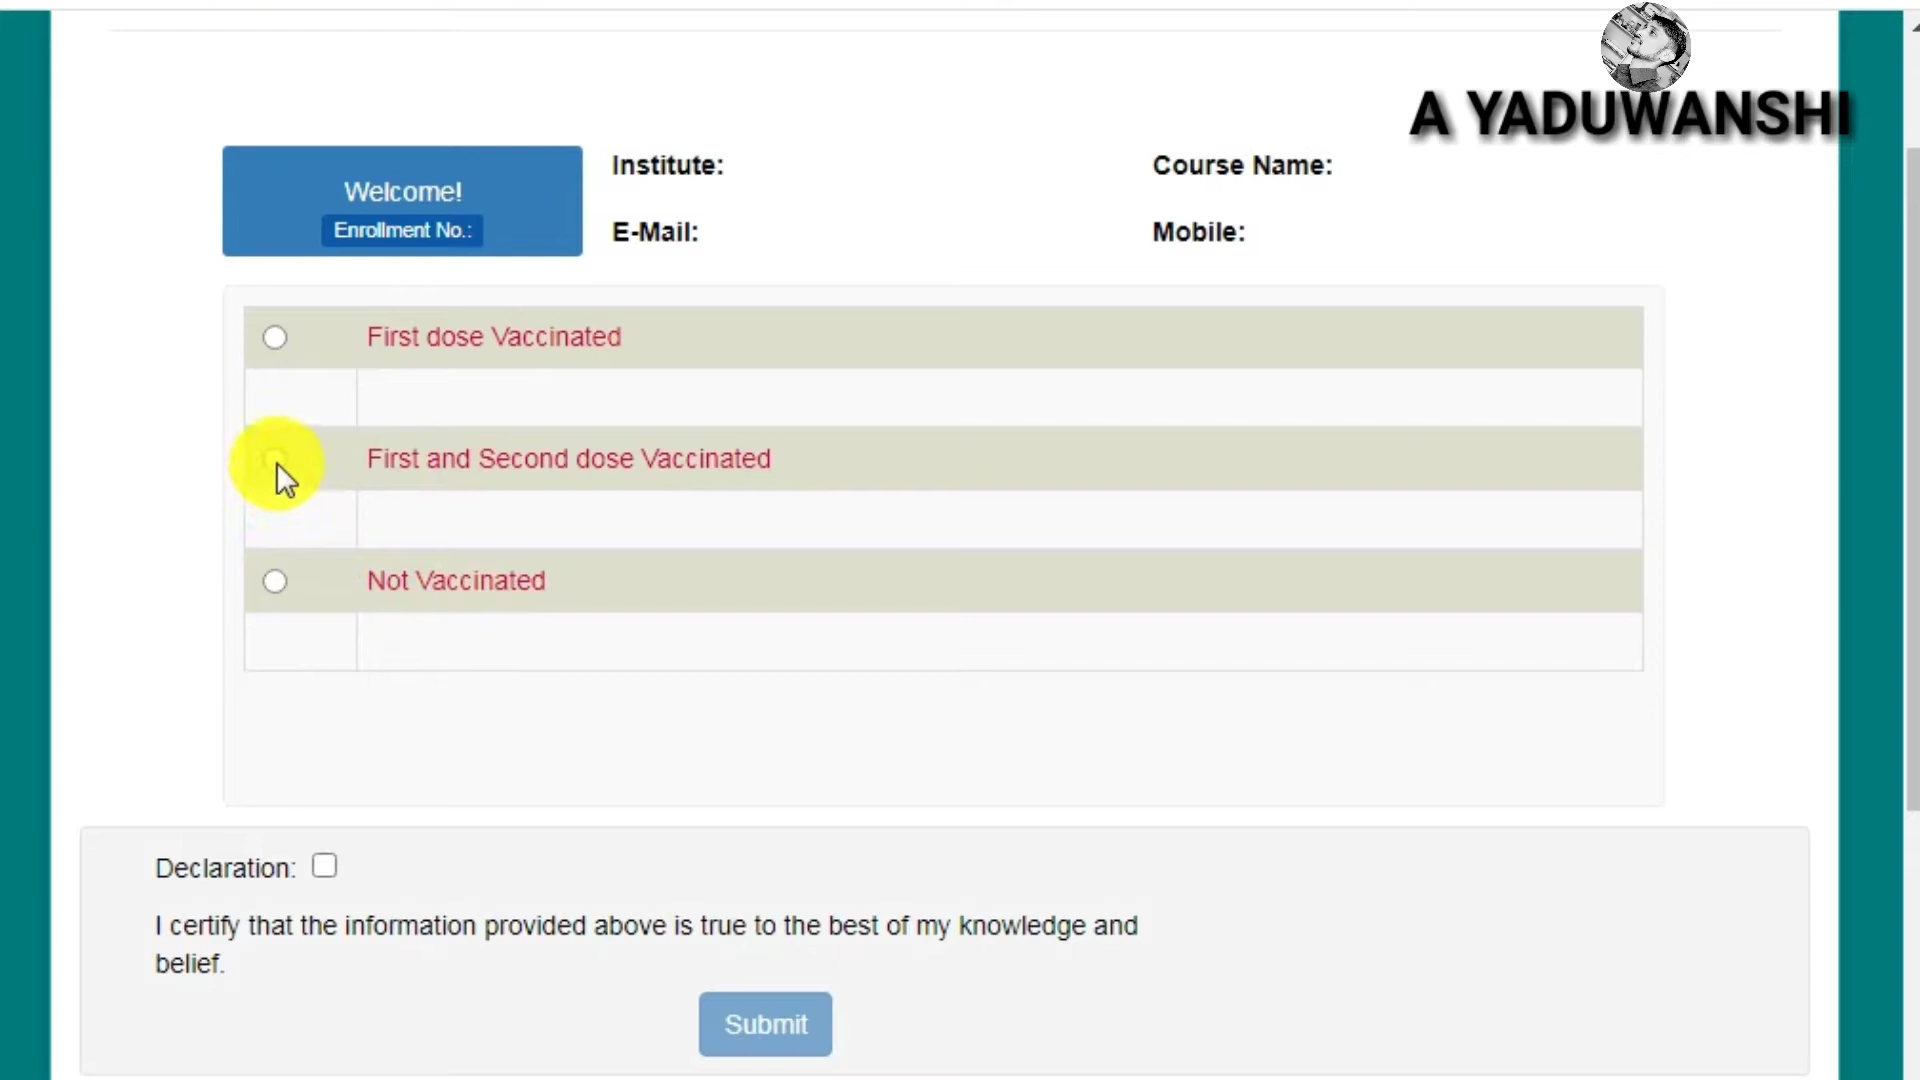 A YADUWANSHI
Welcome!
Enrollment No.:
Institute:
Course Name:
E-Mail:
Mobile:
First dose Vaccinated
First and Second dose Vaccinated
Not Vaccinated
Declaration:
I certify that the information provided above is true to the best of my knowledge and
belief.
Submit